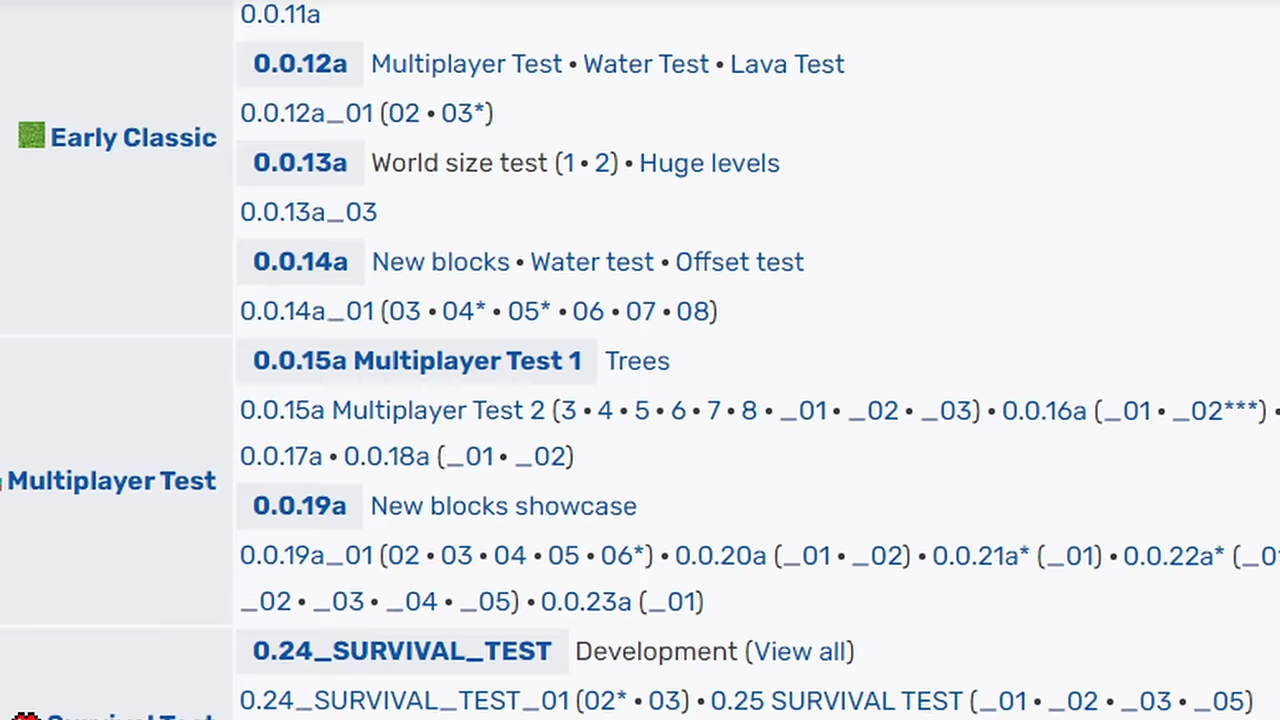 0.0.11a
0.0.12a Multiplayer Test • Water Test • Lava Test
0.0.12a_01 (02 • 03*)
Early Classic
0.0.13a World size test (1 • 2) • Huge levels
0.0.13a_03
0.0.14a New blocks • Water test • Offset test
0.0.14a_01 (03 • 04* • 05* • 06 • 07 • 08)
0.0.15a Multiplayer Test 1 Trees
0.0.15a Multiplayer Test 2 (3 • 4 • 5 • 6 • 7 • 8 • _01 • _02 • _03) • 0.0.16a (_01 • _02***) •
0.0.17a • 0.0.18a (_01 • _02)
Multiplayer Test
0.0.19a New blocks showcase
0.0.19a_01 (02 • 03 • 04 • 05 • 06*) • 0.0.20a (_01 • _02) • 0.0.21a* (_01) • 0.0.22a* (_01
_02 • _03 • _04 • _05) • 0.0.23a (_01)
0.24_SURVIVAL_TEST Development (View all)
0.24_SURVIVAL_TEST_01 (02* • 03) • 0.25 SURVIVAL TEST (_01 • _02 • _03 • _05)
Survival Test